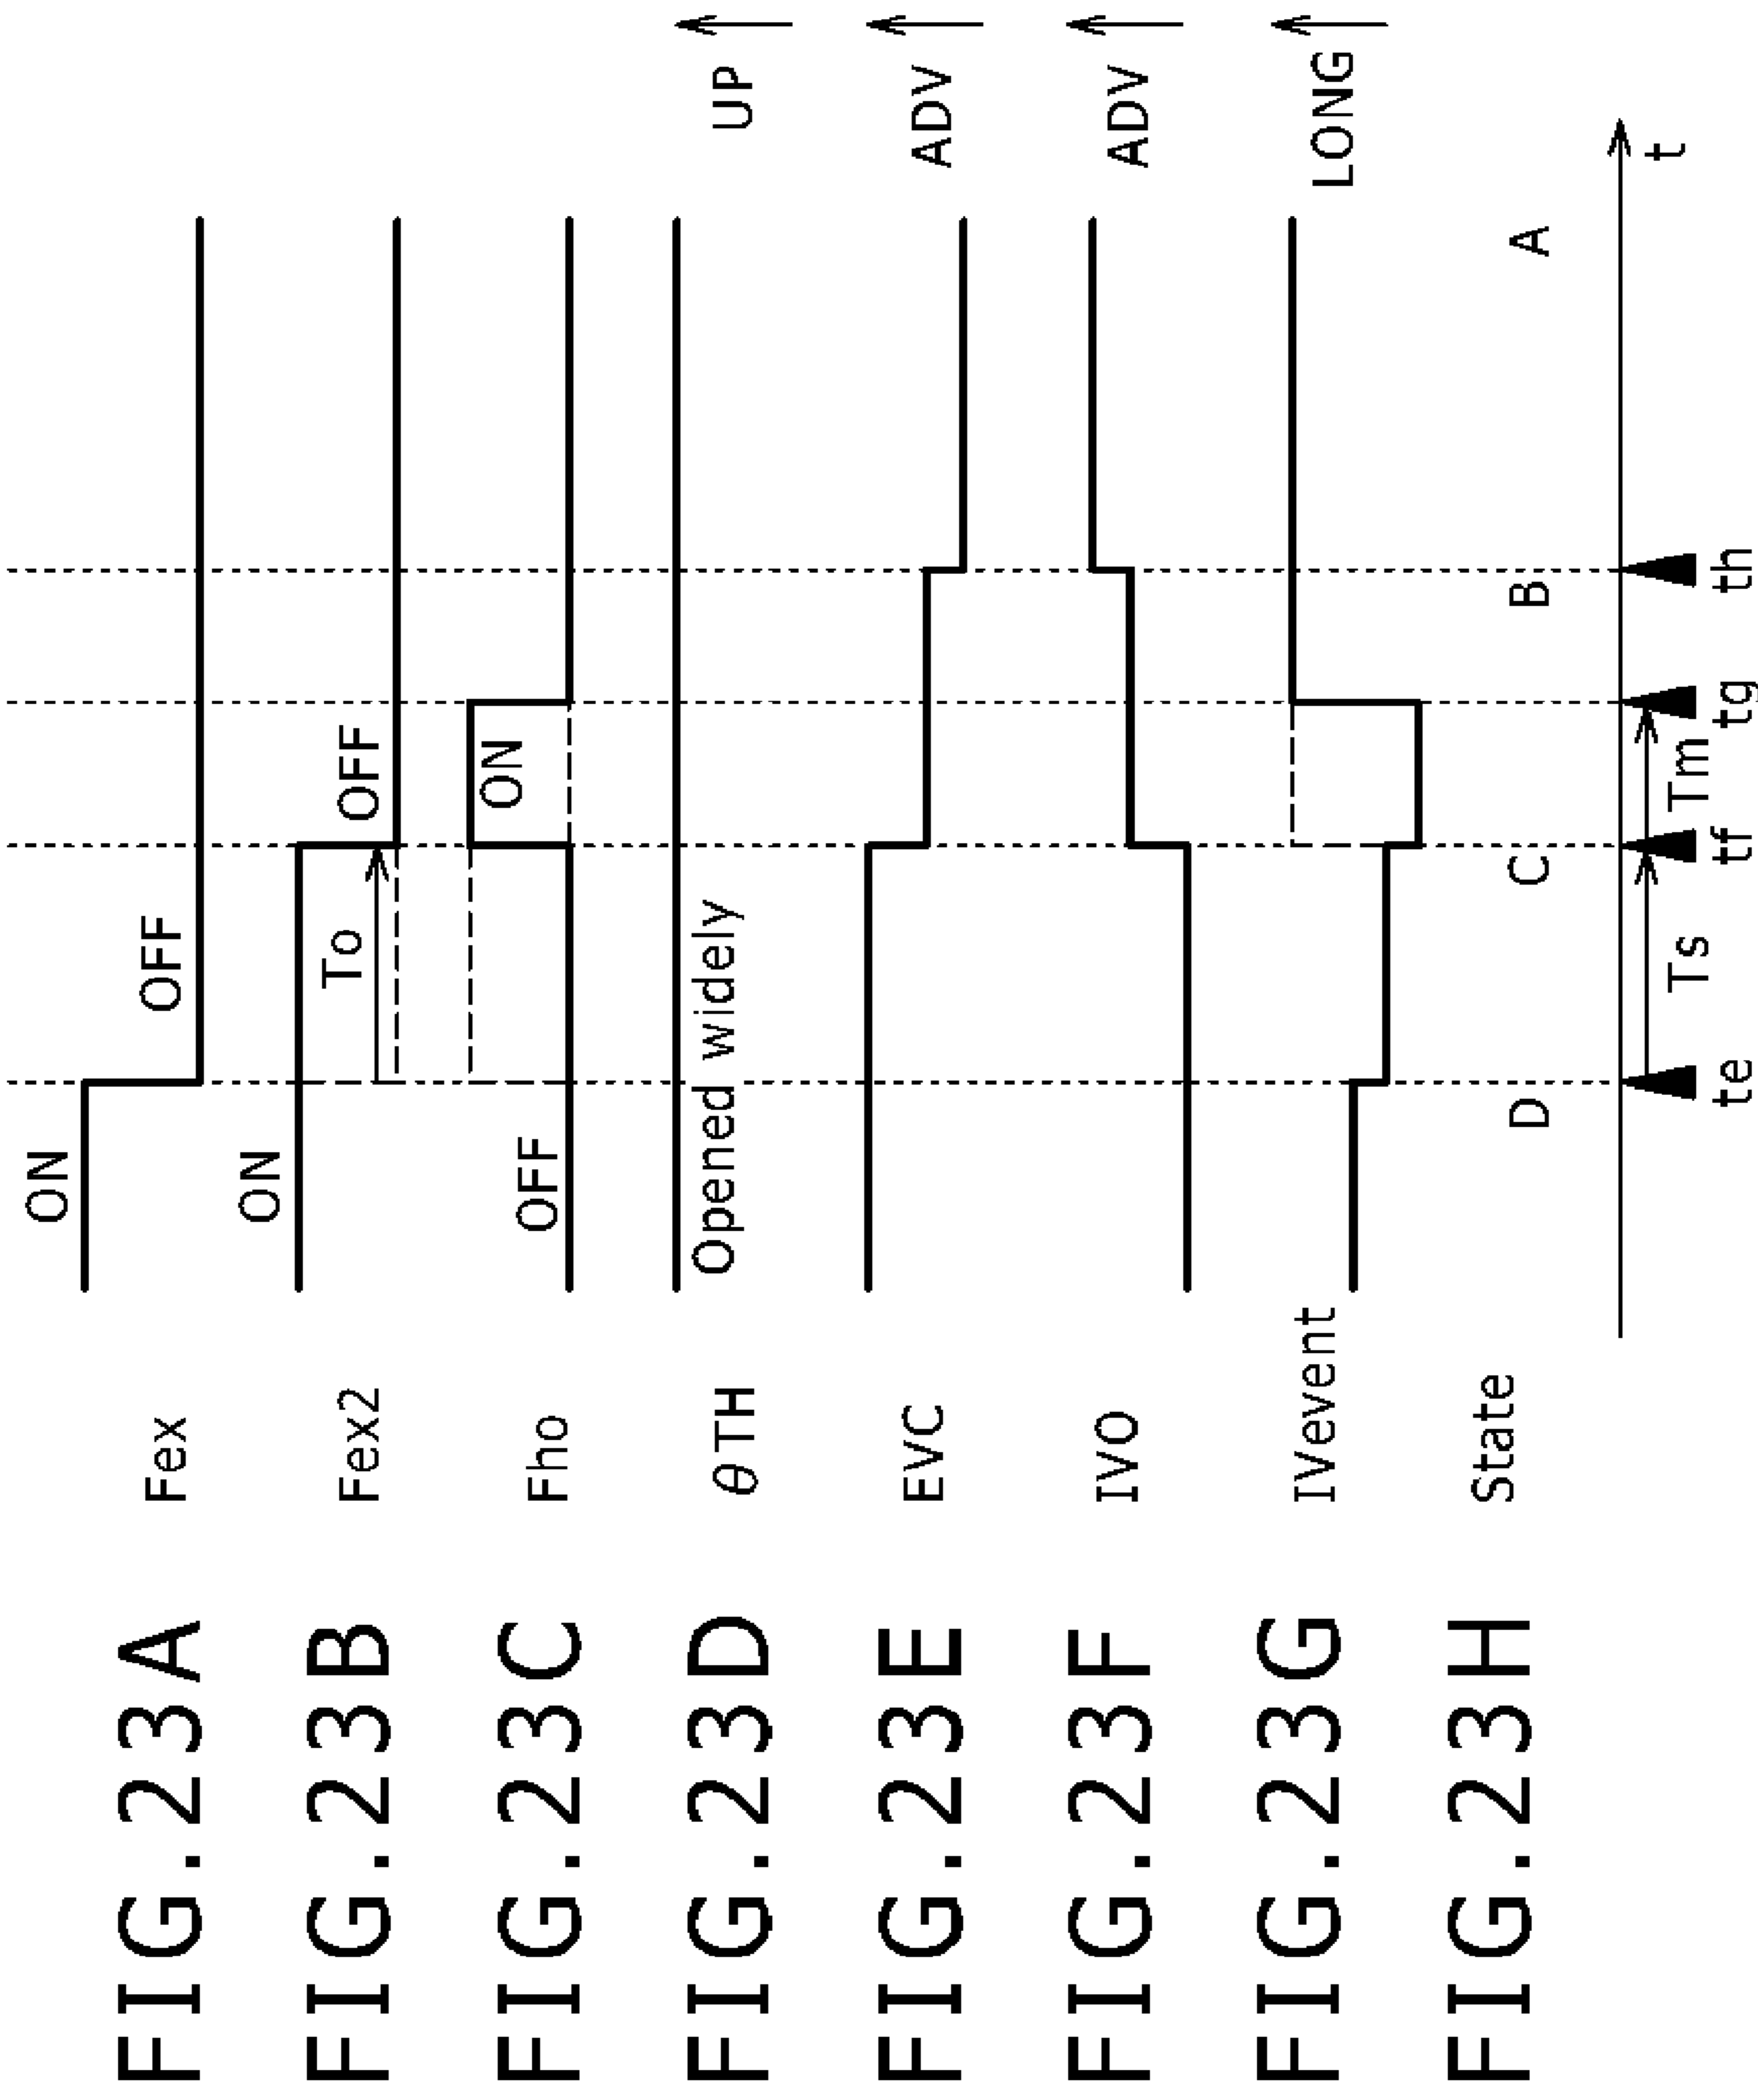 FIG.23A Fex ON OFF
FIG.23B Fex2 ON To OFF
FIG.23C Fho OFF ON
FIG.23D θTH Opened widely UP
FIG.23E EVC ADV
FIG.23F IVO ADV
FIG.23G IVevent LONG
FIG.23H State D C B A
t
Ts Tm
te tf tg th